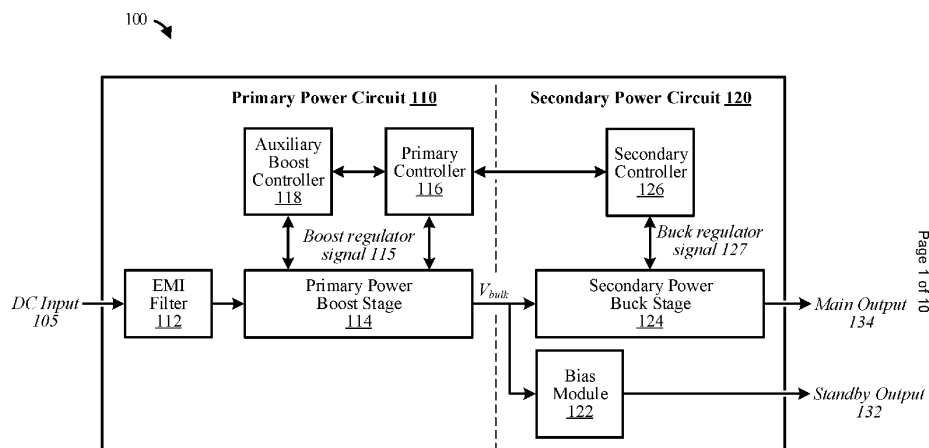 100
Primary Power Circuit 110
Secondary Power Circuit 120
Auxiliary
Boost
Controller
118
Primary
Controller
116
Secondary
Controller
126
Boost regulator
signal 115
Buck regulator
signal 127
DC Input
105
EMI
Filter
112
Primary Power
Boost Stage
114
Vbulk
Secondary Power
Buck Stage
124
Main Output
134
Bias
Module
122
Standby Output
132
Page 1 of 10